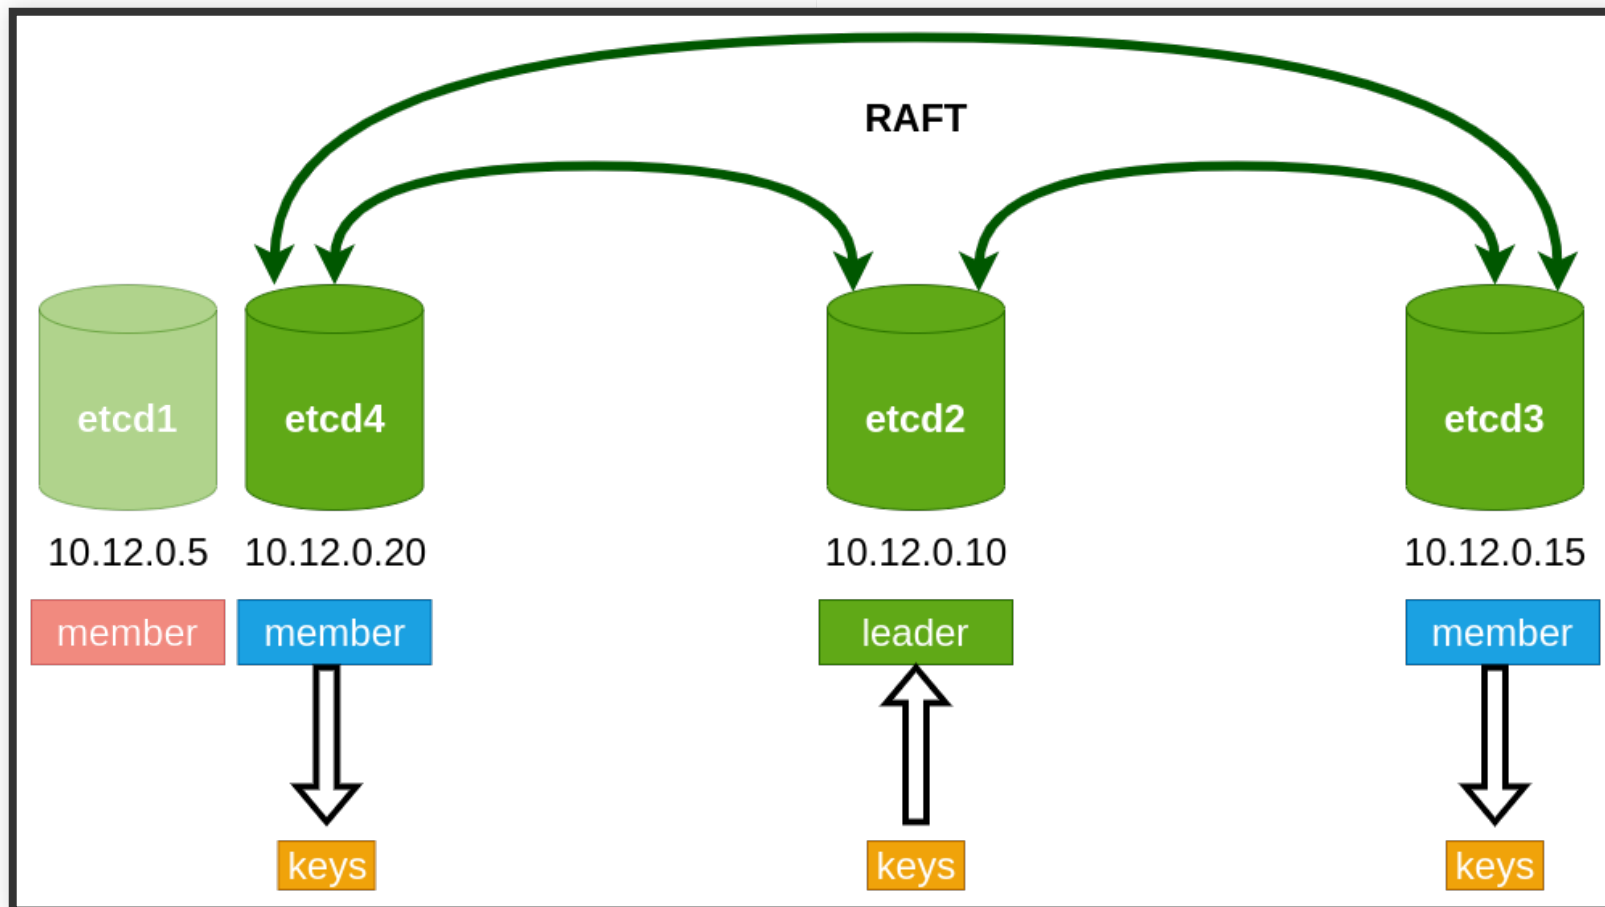 RAFT
etcd1
etcd4
etcd2
etcd3
10.12.0.5
10.12.0.20
10.12.0.10
10.12.0.15
member
member
leader
member
keys
keys
keys